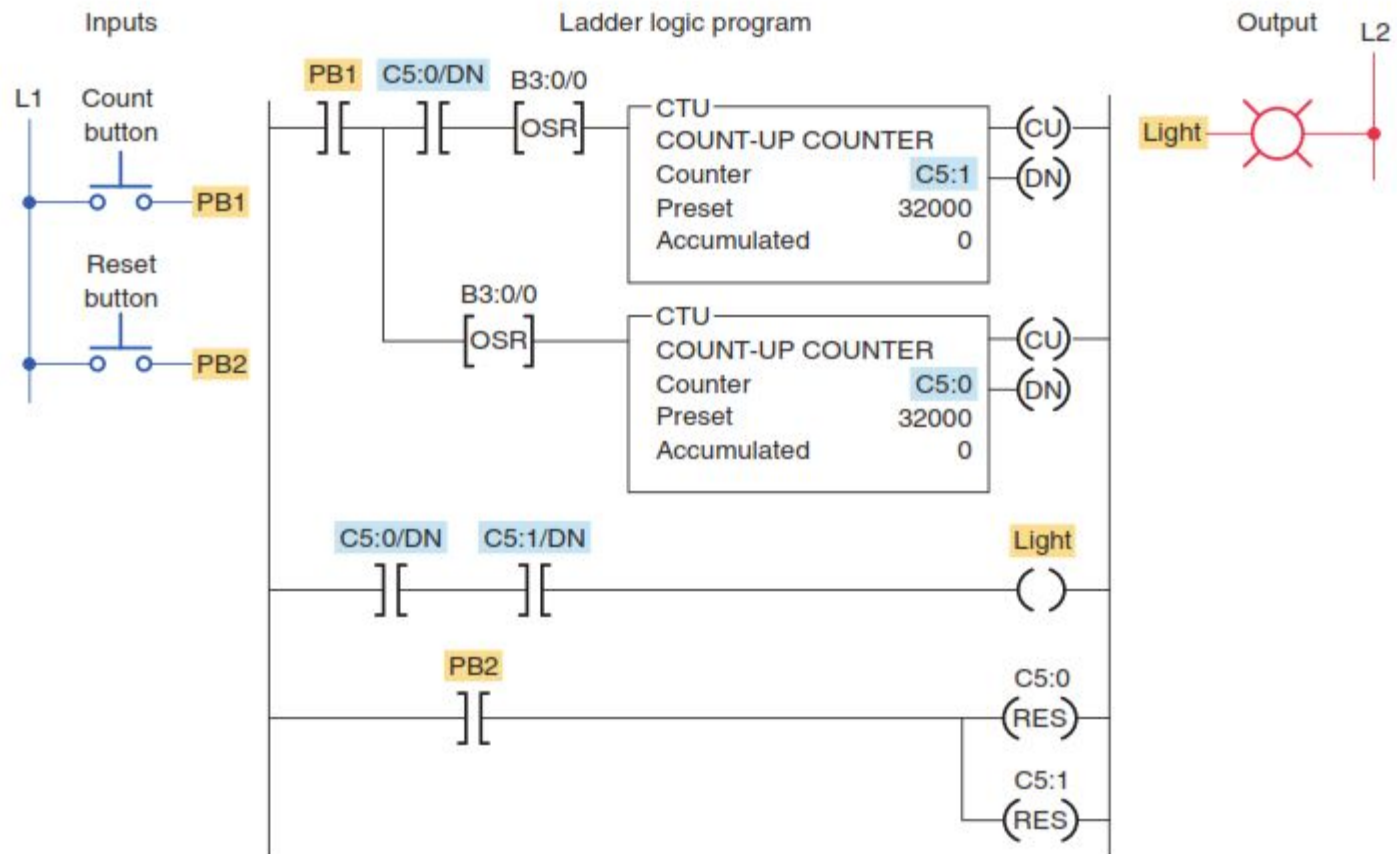 Inputs
Ladder logic program
Output
L2
L1
Count
button
PB1
Reset
button
PB2
PB1
C5:0/DN
B3:0/0
OSR
CTU
COUNT-UP COUNTER
Counter C5:1
Preset 32000
Accumulated 0
CU
DN
Light
B3:0/0
OSR
CTU
COUNT-UP COUNTER
Counter C5:0
Preset 32000
Accumulated 0
CU
DN
C5:0/DN
C5:1/DN
Light
PB2
C5:0
RES
C5:1
RES